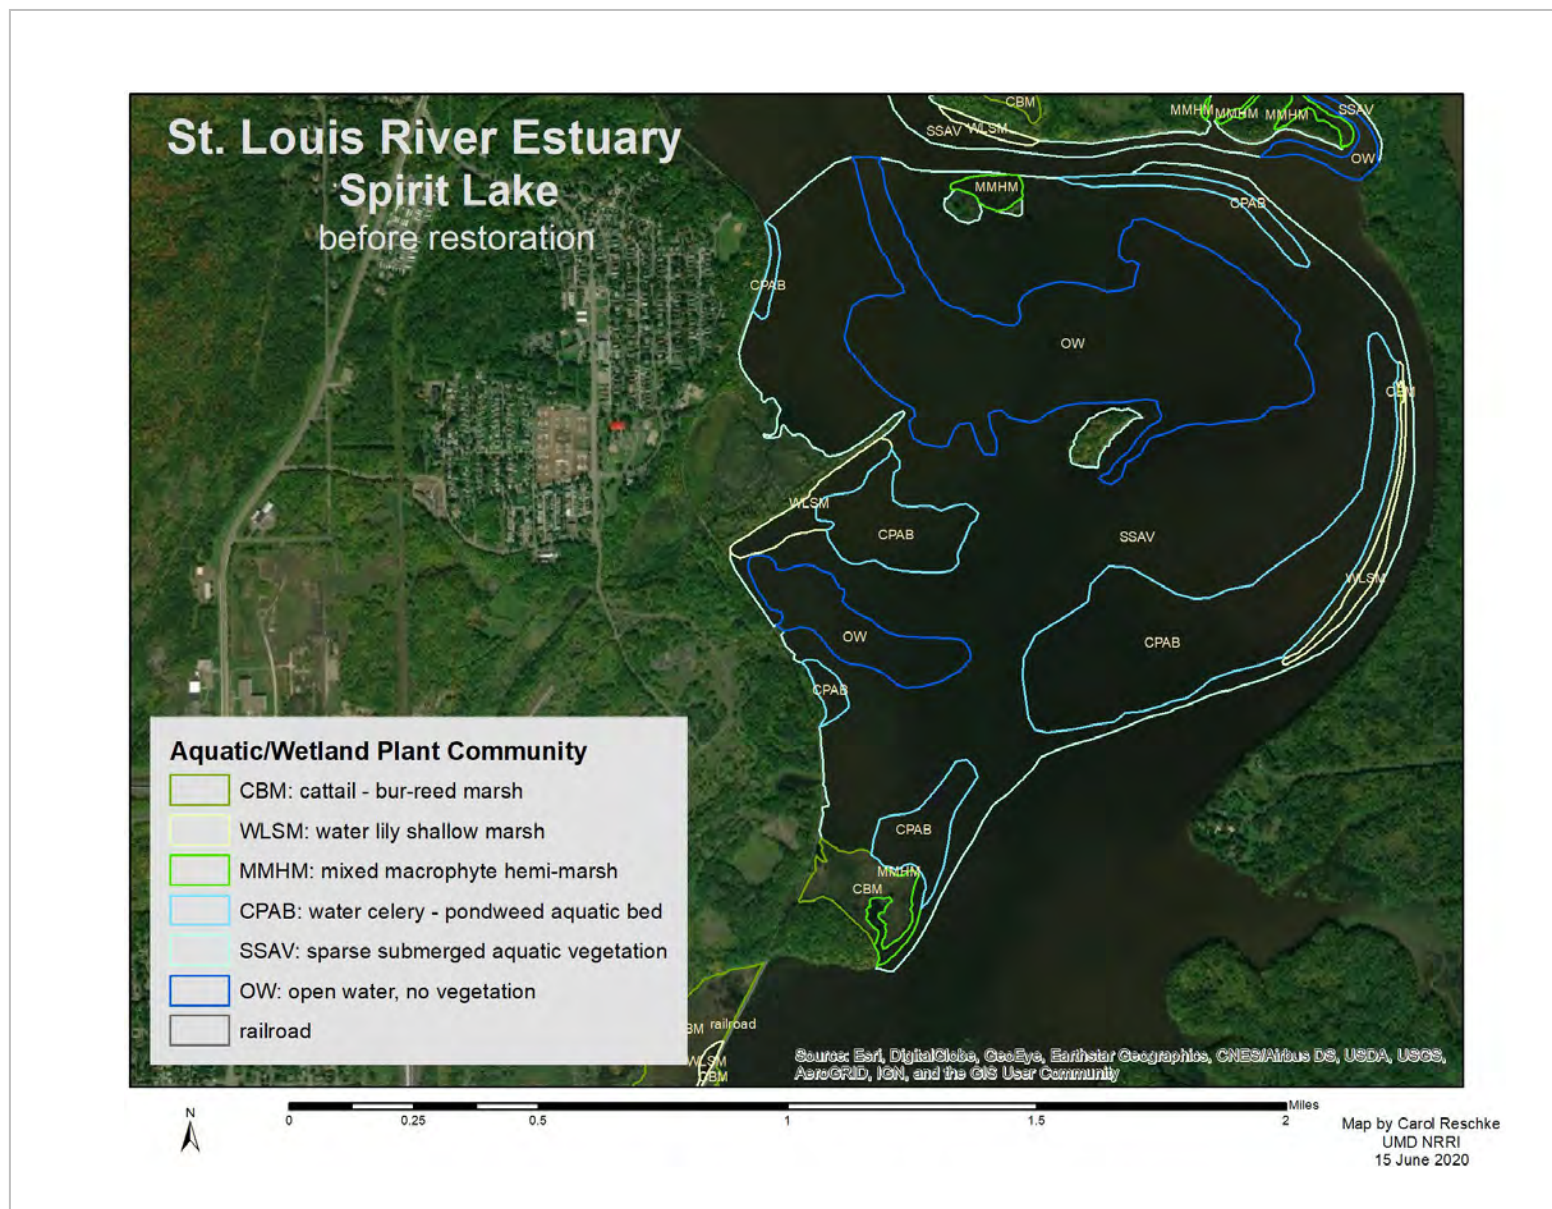 St. Louis River Estuary
Spirit Lake
before restoration
CBM
SSAV
WLSM
MMHM
MMHM
MMHM
SSAV
OW
MMHM
CPAB
CPAB
OW
CBM
WLSM
CPAB
SSAV
WLSM
OW
CPAB
CPAB
CPAB
MMHM
CBM
Aquatic/Wetland Plant Community
CBM: cattail - bur-reed marsh
WLSM: water lily shallow marsh
MMHM: mixed macrophyte hemi-marsh
CPAB: water celery - pondweed aquatic bed
SSAV: sparse submerged aquatic vegetation
OW: open water, no vegetation
railroad
BM railroad
WLSM
CBM
Source: Esri, DigitalGlobe, GeoEye, Earthstar Geographics, CNES/Airbus DS, USDA, USGS,
AeroGRID, IGN, and the GIS User Community
N
0 0.25 0.5 1 1.5 2 Miles
Map by Carol Reschke
UMD NRRI
15 June 2020